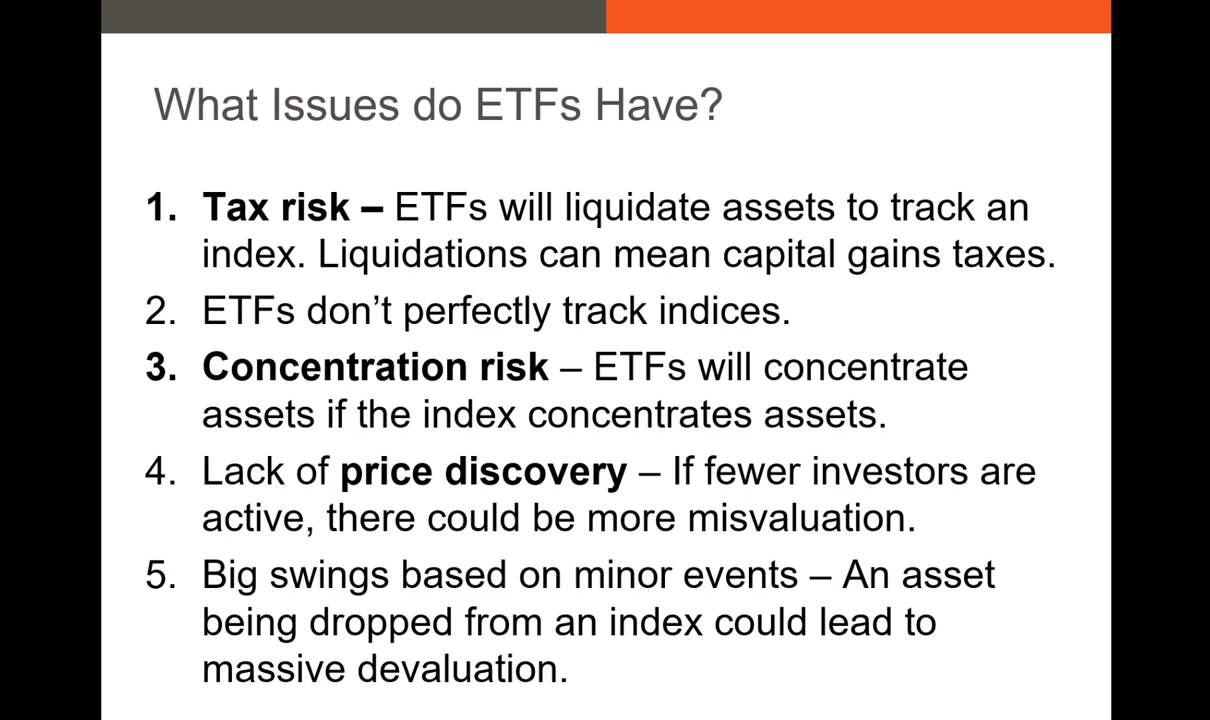 What Issues do ETFs Have?
1. Tax risk – ETFs will liquidate assets to track an
index. Liquidations can mean capital gains taxes.
2. ETFs don’t perfectly track indices.
3. Concentration risk – ETFs will concentrate
assets if the index concentrates assets.
4. Lack of price discovery – If fewer investors are
active, there could be more misvaluation.
5. Big swings based on minor events – An asset
being dropped from an index could lead to
massive devaluation.